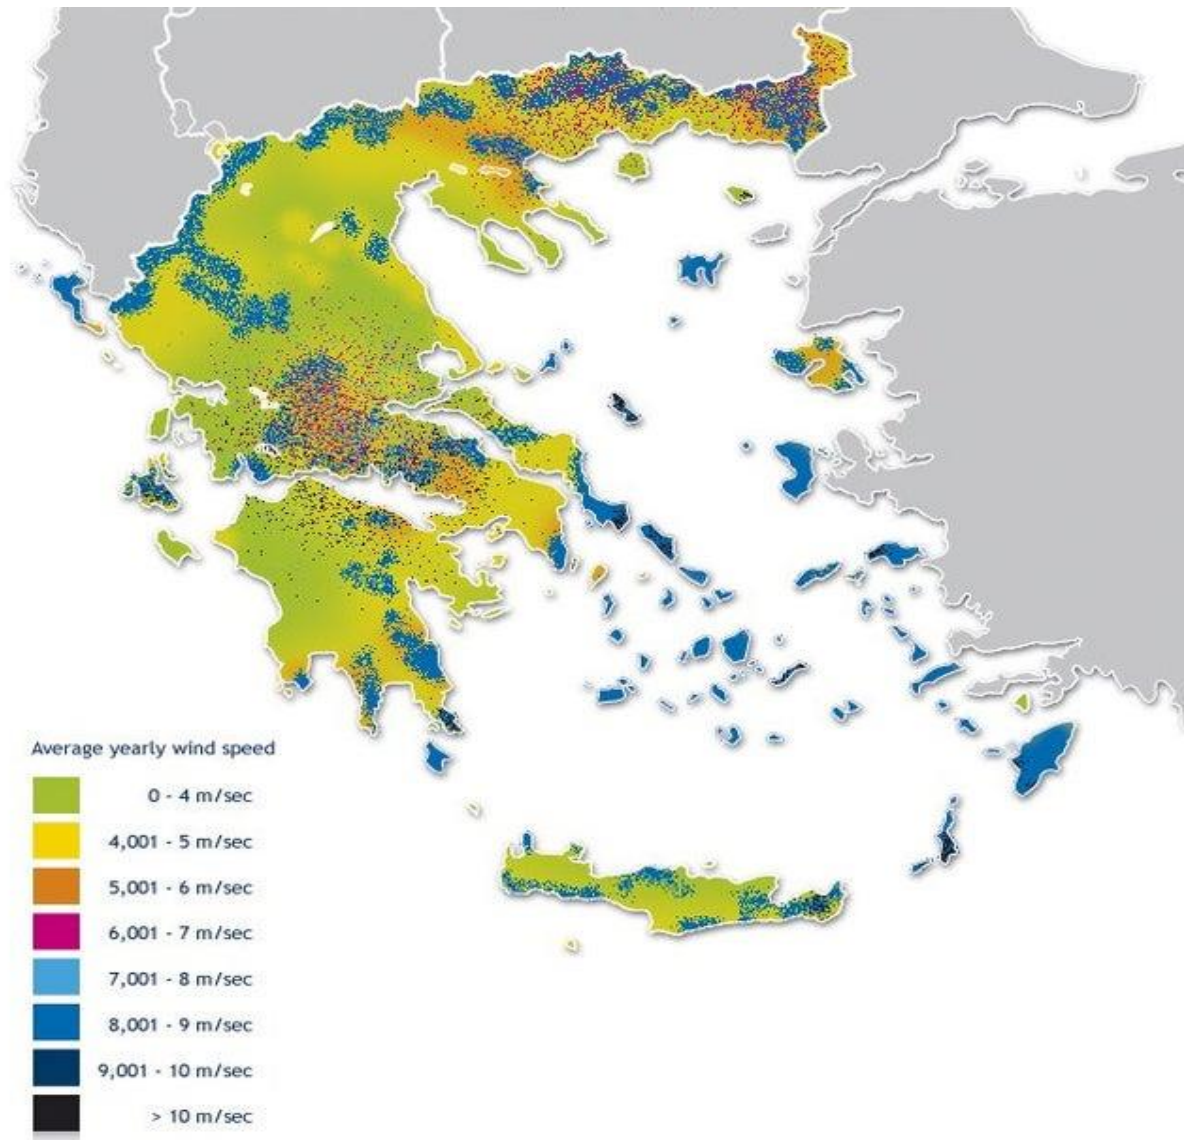 Average yearly wind speed
0 - 4 m/sec
4,001 - 5 m/sec
5,001 - 6 m/sec
6,001 - 7 m/sec
7,001 - 8 m/sec
8,001 - 9 m/sec
9,001 - 10 m/sec
> 10 m/sec